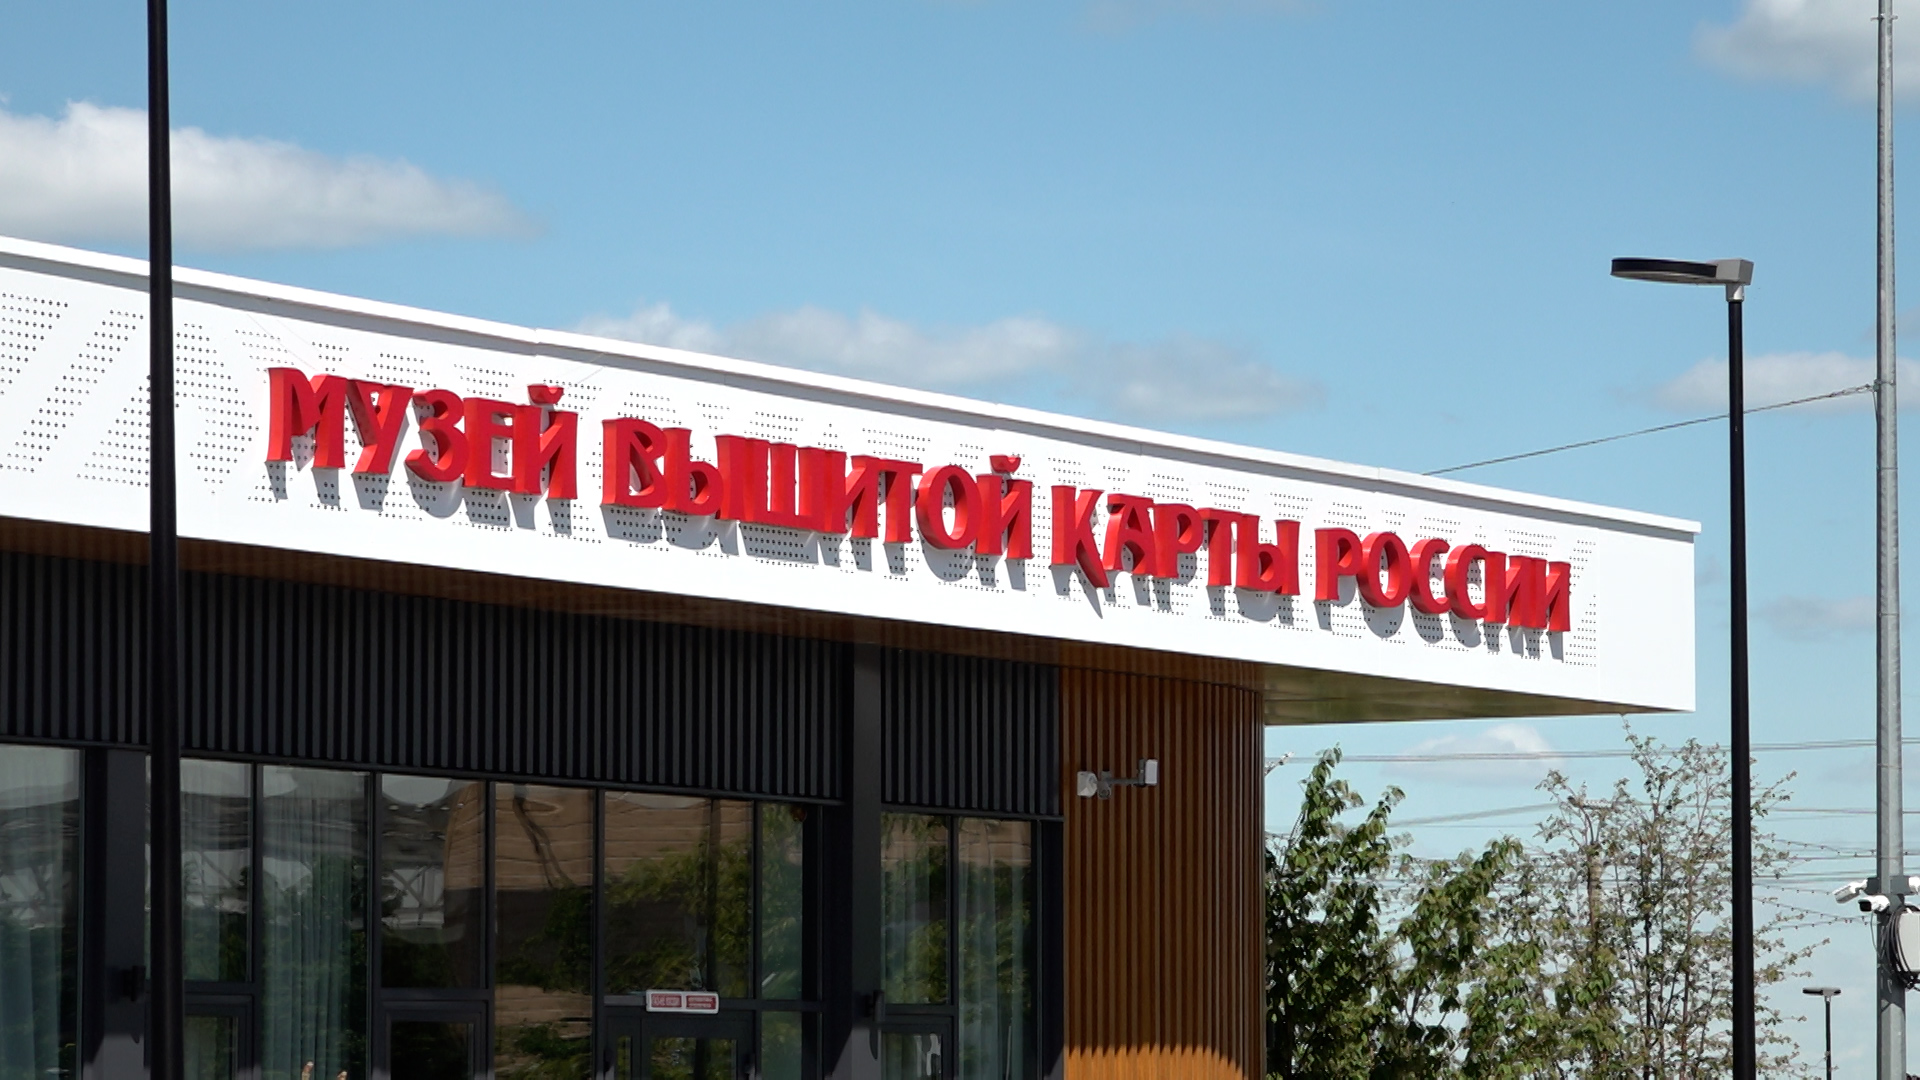 МУЗЕЙ ВЫШИТОЙ КАРТЫ РОССИИ